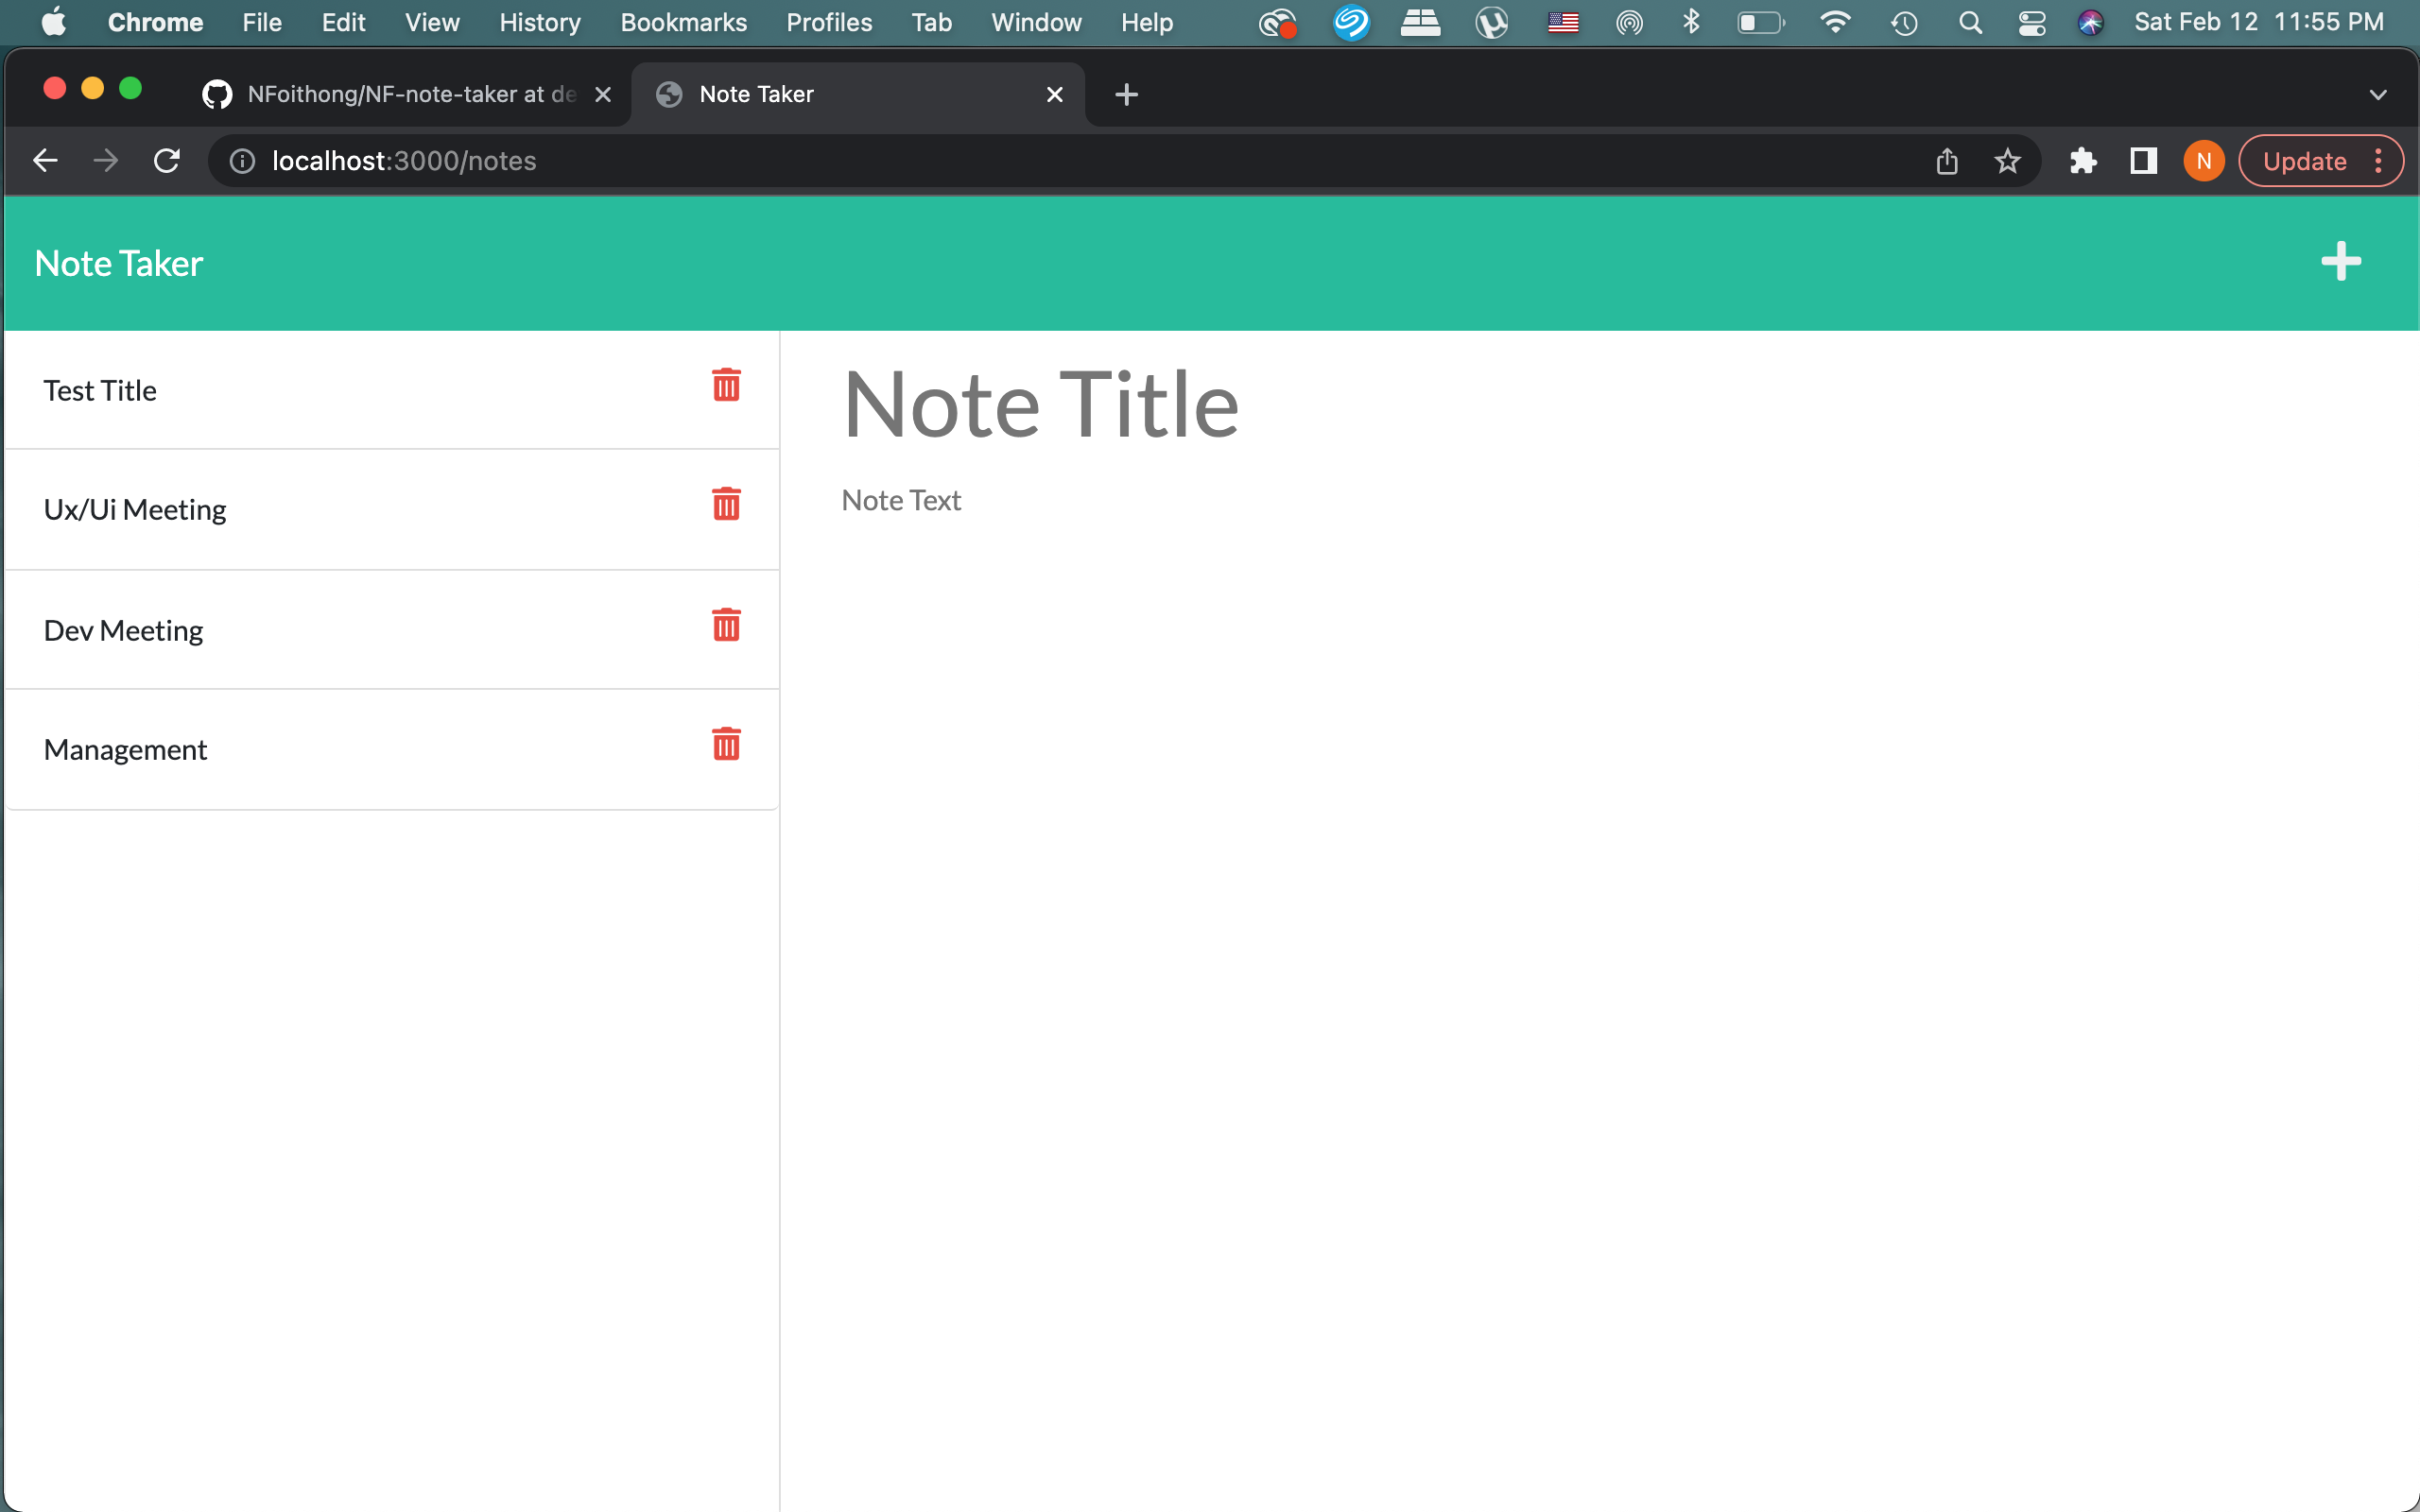 Chrome File Edit View History Bookmarks Profiles Tab Window Help Sat Feb 12 11:55 PM
NFoithong/NF-note-taker at de Note Taker
localhost:3000/notes N Update
Note Taker
Test Title
Ux/Ui Meeting
Dev Meeting
Management
Note Title
Note Text